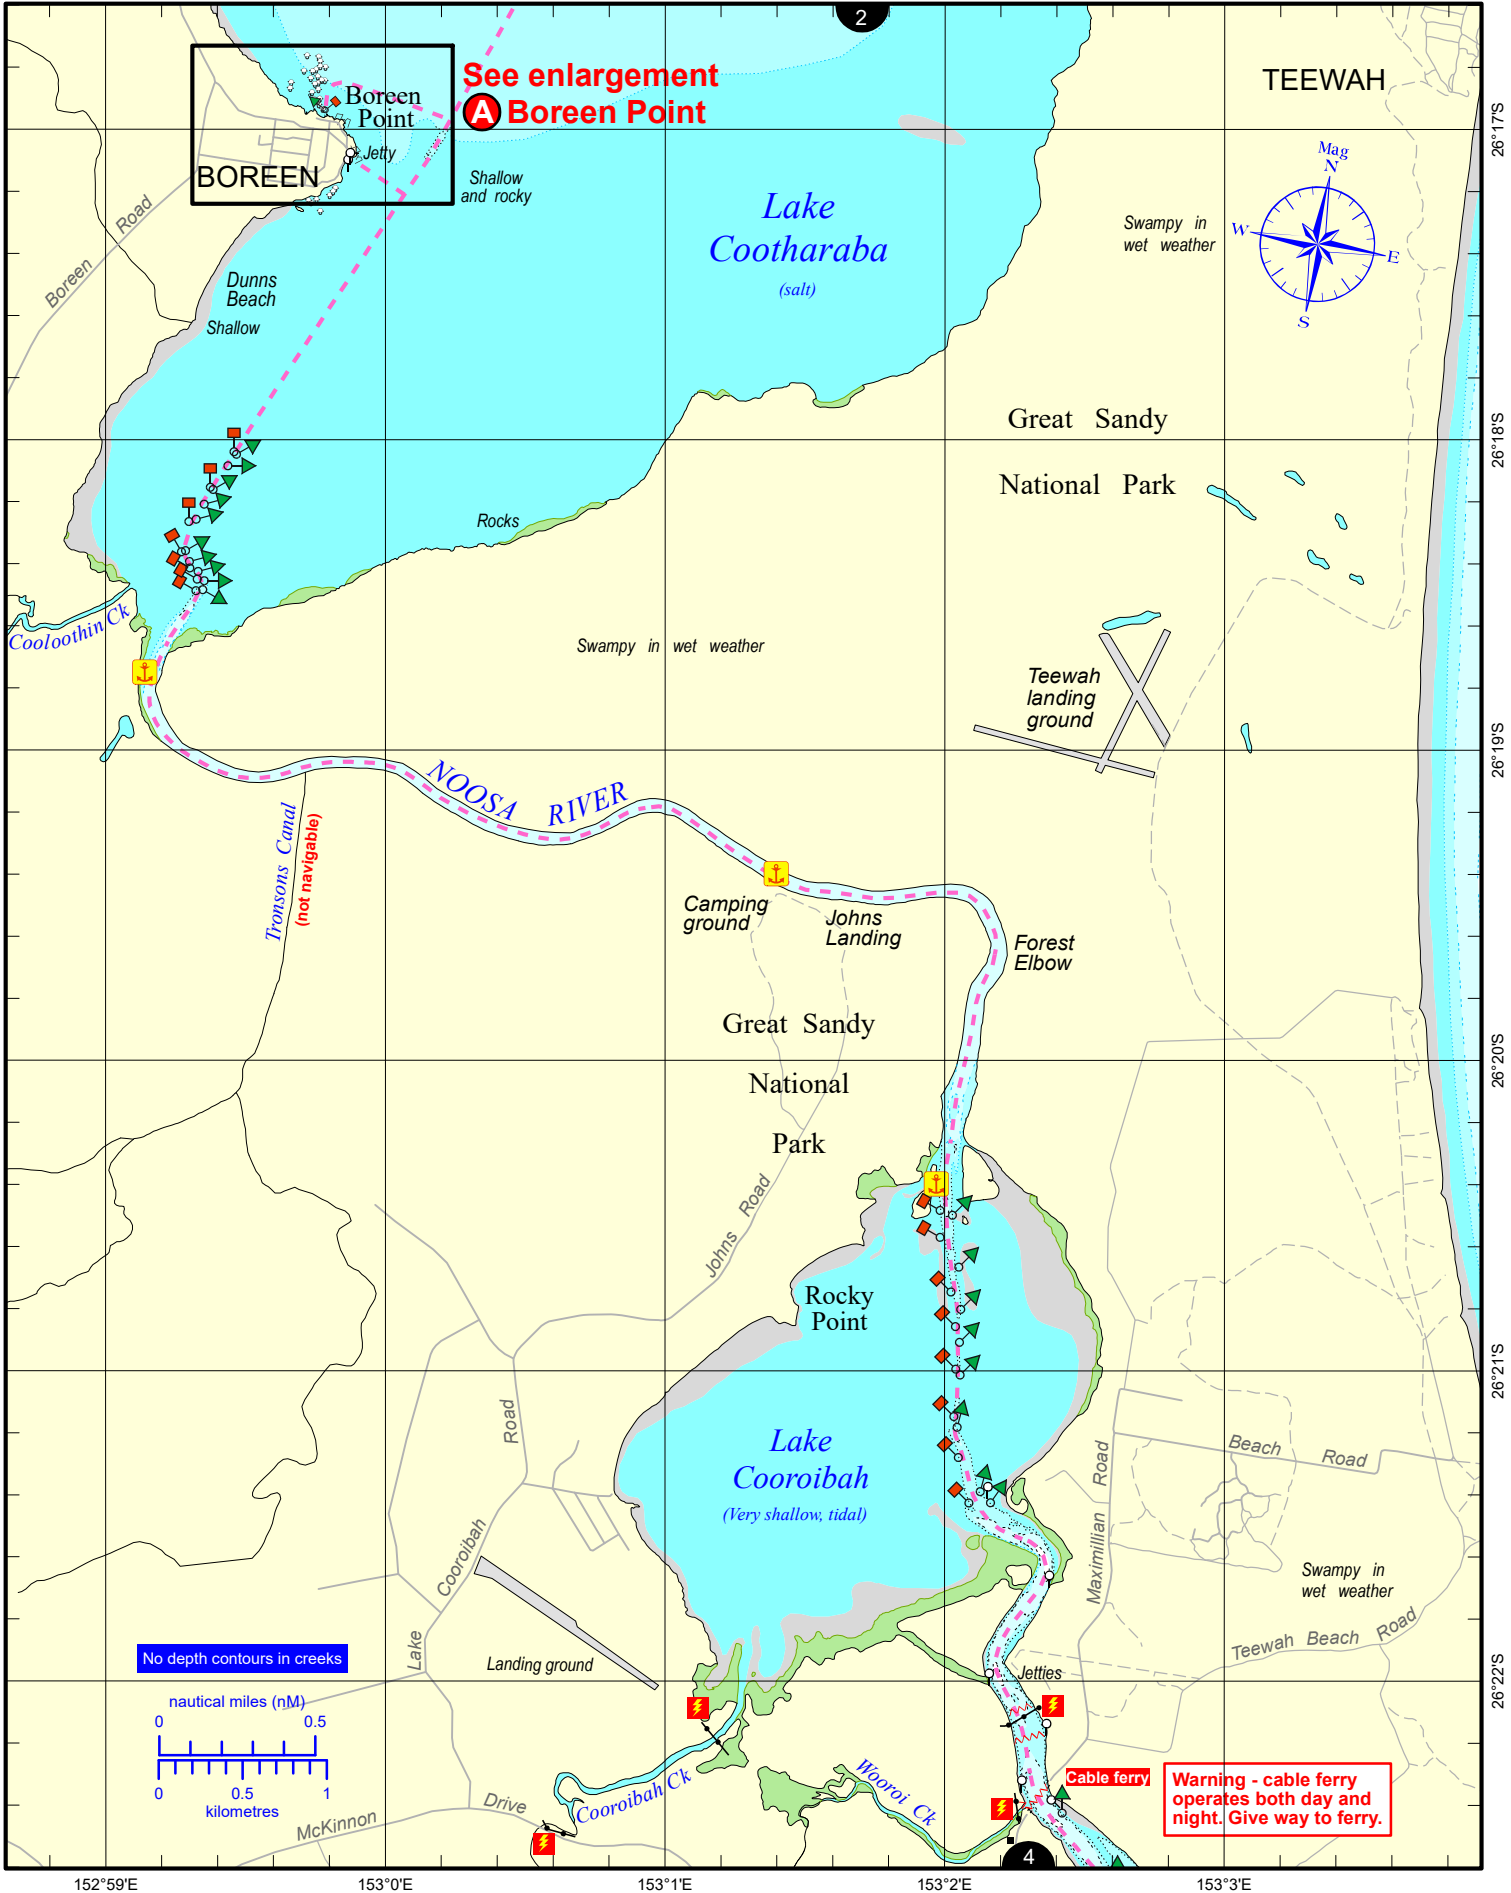 2
See enlargement
A Boreen Point
TEEWAH
Boreen
Point
Jetty
BOREEN
Shallow
and rocky
Lake
Cootharaba
(salt)
Swampy in
wet weather
Mag
N
W
E
S
26°17'S
Boreen Road
Dunns
Beach
Shallow
Great Sandy
National Park
26°18'S
Rocks
Cooloothin Ck
Swampy in wet weather
Teewah
landing
ground
26°19'S
NOOSA RIVER
Tronsons Canal
(not navigable)
Camping
ground
Johns
Landing
Forest
Elbow
Great Sandy
National
Park
26°20'S
Johns Road
Rocky
Point
26°21'S
Lake
Cooroibah
(Very shallow, tidal)
Lake Cooroibah Road
Maximillian Road
Beach Road
Swampy in
wet weather
Teewah Beach Road
Landing ground
Jetties
26°22'S
No depth contours in creeks
nautical miles (nM)
0 0.5
0 0.5 1
kilometres
McKinnon Drive
Cooroibah Ck
Wooroi Ck
Cable ferry
Warning - cable ferry
operates both day and
night. Give way to ferry.
4
152°59'E 153°0'E 153°1'E 153°2'E 153°3'E